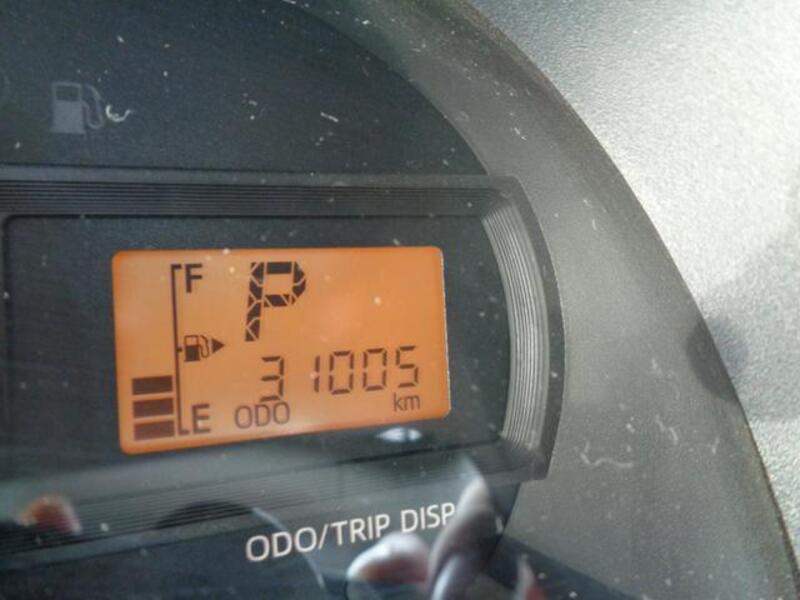 F
P
31005
E ODO km
ODO/TRIP DISP